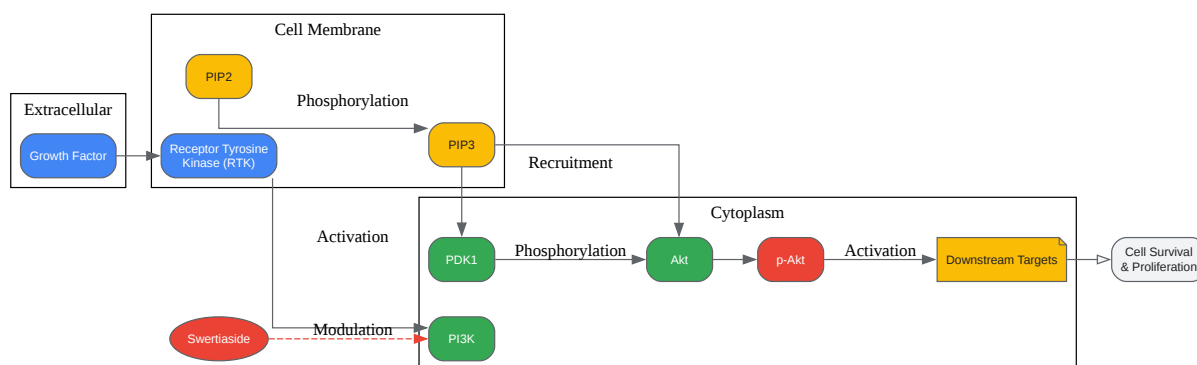 Cell Membrane
PIP2
Phosphorylation
Extracellular
Growth Factor
Receptor Tyrosine
Kinase (RTK)
PIP3
Recruitment
Cytoplasm
Activation
PDK1
Phosphorylation
Akt
p-Akt
Activation
Downstream Targets
Cell Survival
& Proliferation
Swertiaside
Modulation
PI3K